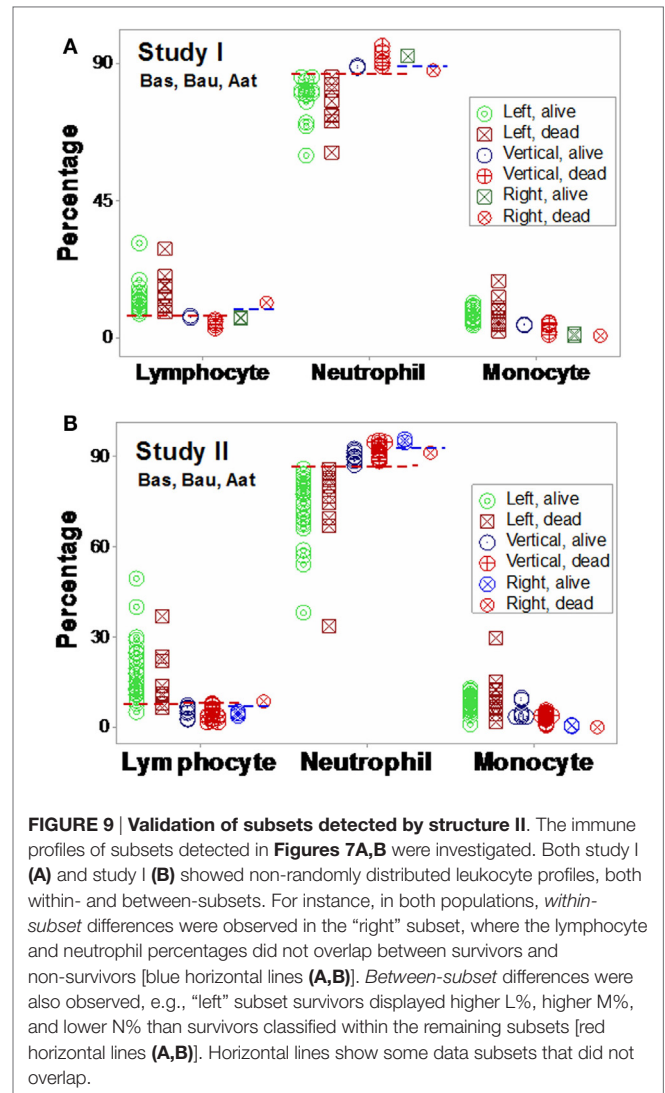 A
Study I
Bas, Bau, Aat
90
45
0
Percentage
Left, alive
Left, dead
Vertical, alive
Vertical, dead
Right, alive
Right, dead
Lymphocyte Neutrophil Monocyte
B
Study II
Bas, Bau, Aat
90
60
30
0
Percentage
Left, alive
Left, dead
Vertical, alive
Vertical, dead
Right, alive
Right, dead
Lymphocyte Neutrophil Monocyte
FIGURE 9 | Validation of subsets detected by structure II. The immune
profiles of subsets detected in Figures 7A,B were investigated. Both study I
(A) and study I (B) showed non-randomly distributed leukocyte profiles, both
within- and between-subsets. For instance, in both populations, within-
subset differences were observed in the “right” subset, where the lymphocyte
and neutrophil percentages did not overlap between survivors and
non-survivors [blue horizontal lines (A,B)]. Between-subset differences were
also observed, e.g., “left” subset survivors displayed higher L%, higher M%,
and lower N% than survivors classified within the remaining subsets [red
horizontal lines (A,B)]. Horizontal lines show some data subsets that did not
overlap.